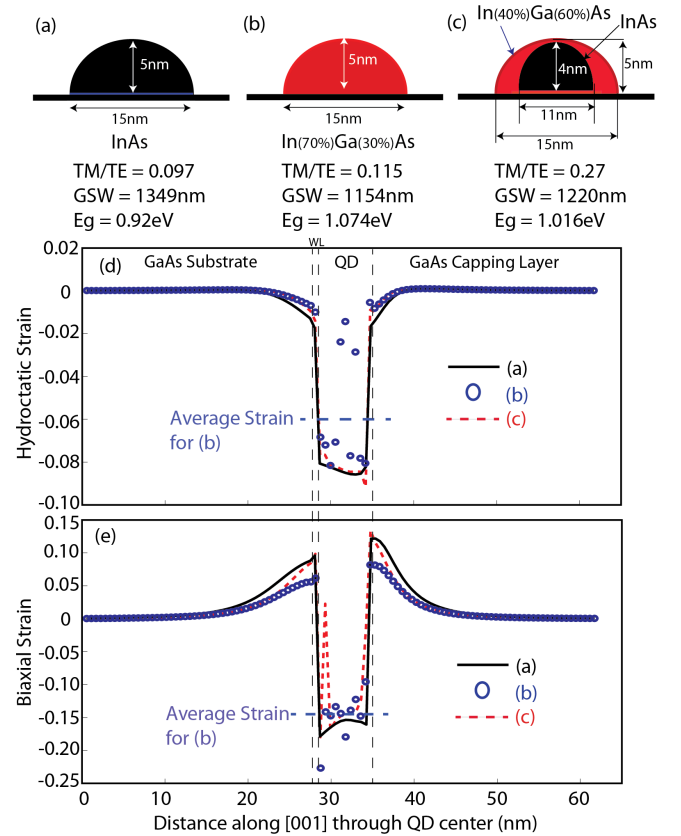 (a)
5nm
15nm
InAs
TM/TE = 0.097
GSW = 1349nm
Eg = 0.92eV
(b)
5nm
15nm
In(70%)Ga(30%)As
TM/TE = 0.115
GSW = 1154nm
Eg = 1.074eV
(c)
In(40%)Ga(60%)As
InAs
4nm
5nm
11nm
15nm
TM/TE = 0.27
GSW = 1220nm
Eg = 1.016eV
(d)
WL
GaAs Substrate
QD
GaAs Capping Layer
Hydroctatic Strain
0.02
0
-0.02
-0.04
-0.06
-0.08
-0.10
Average Strain
for (b)
(a)
(b)
(c)
(e)
Biaxial Strain
0.15
0.10
0.05
0
-0.05
-0.10
-0.15
-0.20
-0.25
Average Strain
for (b)
(a)
(b)
(c)
0 10 20 30 40 50 60
Distance along [001] through QD center (nm)